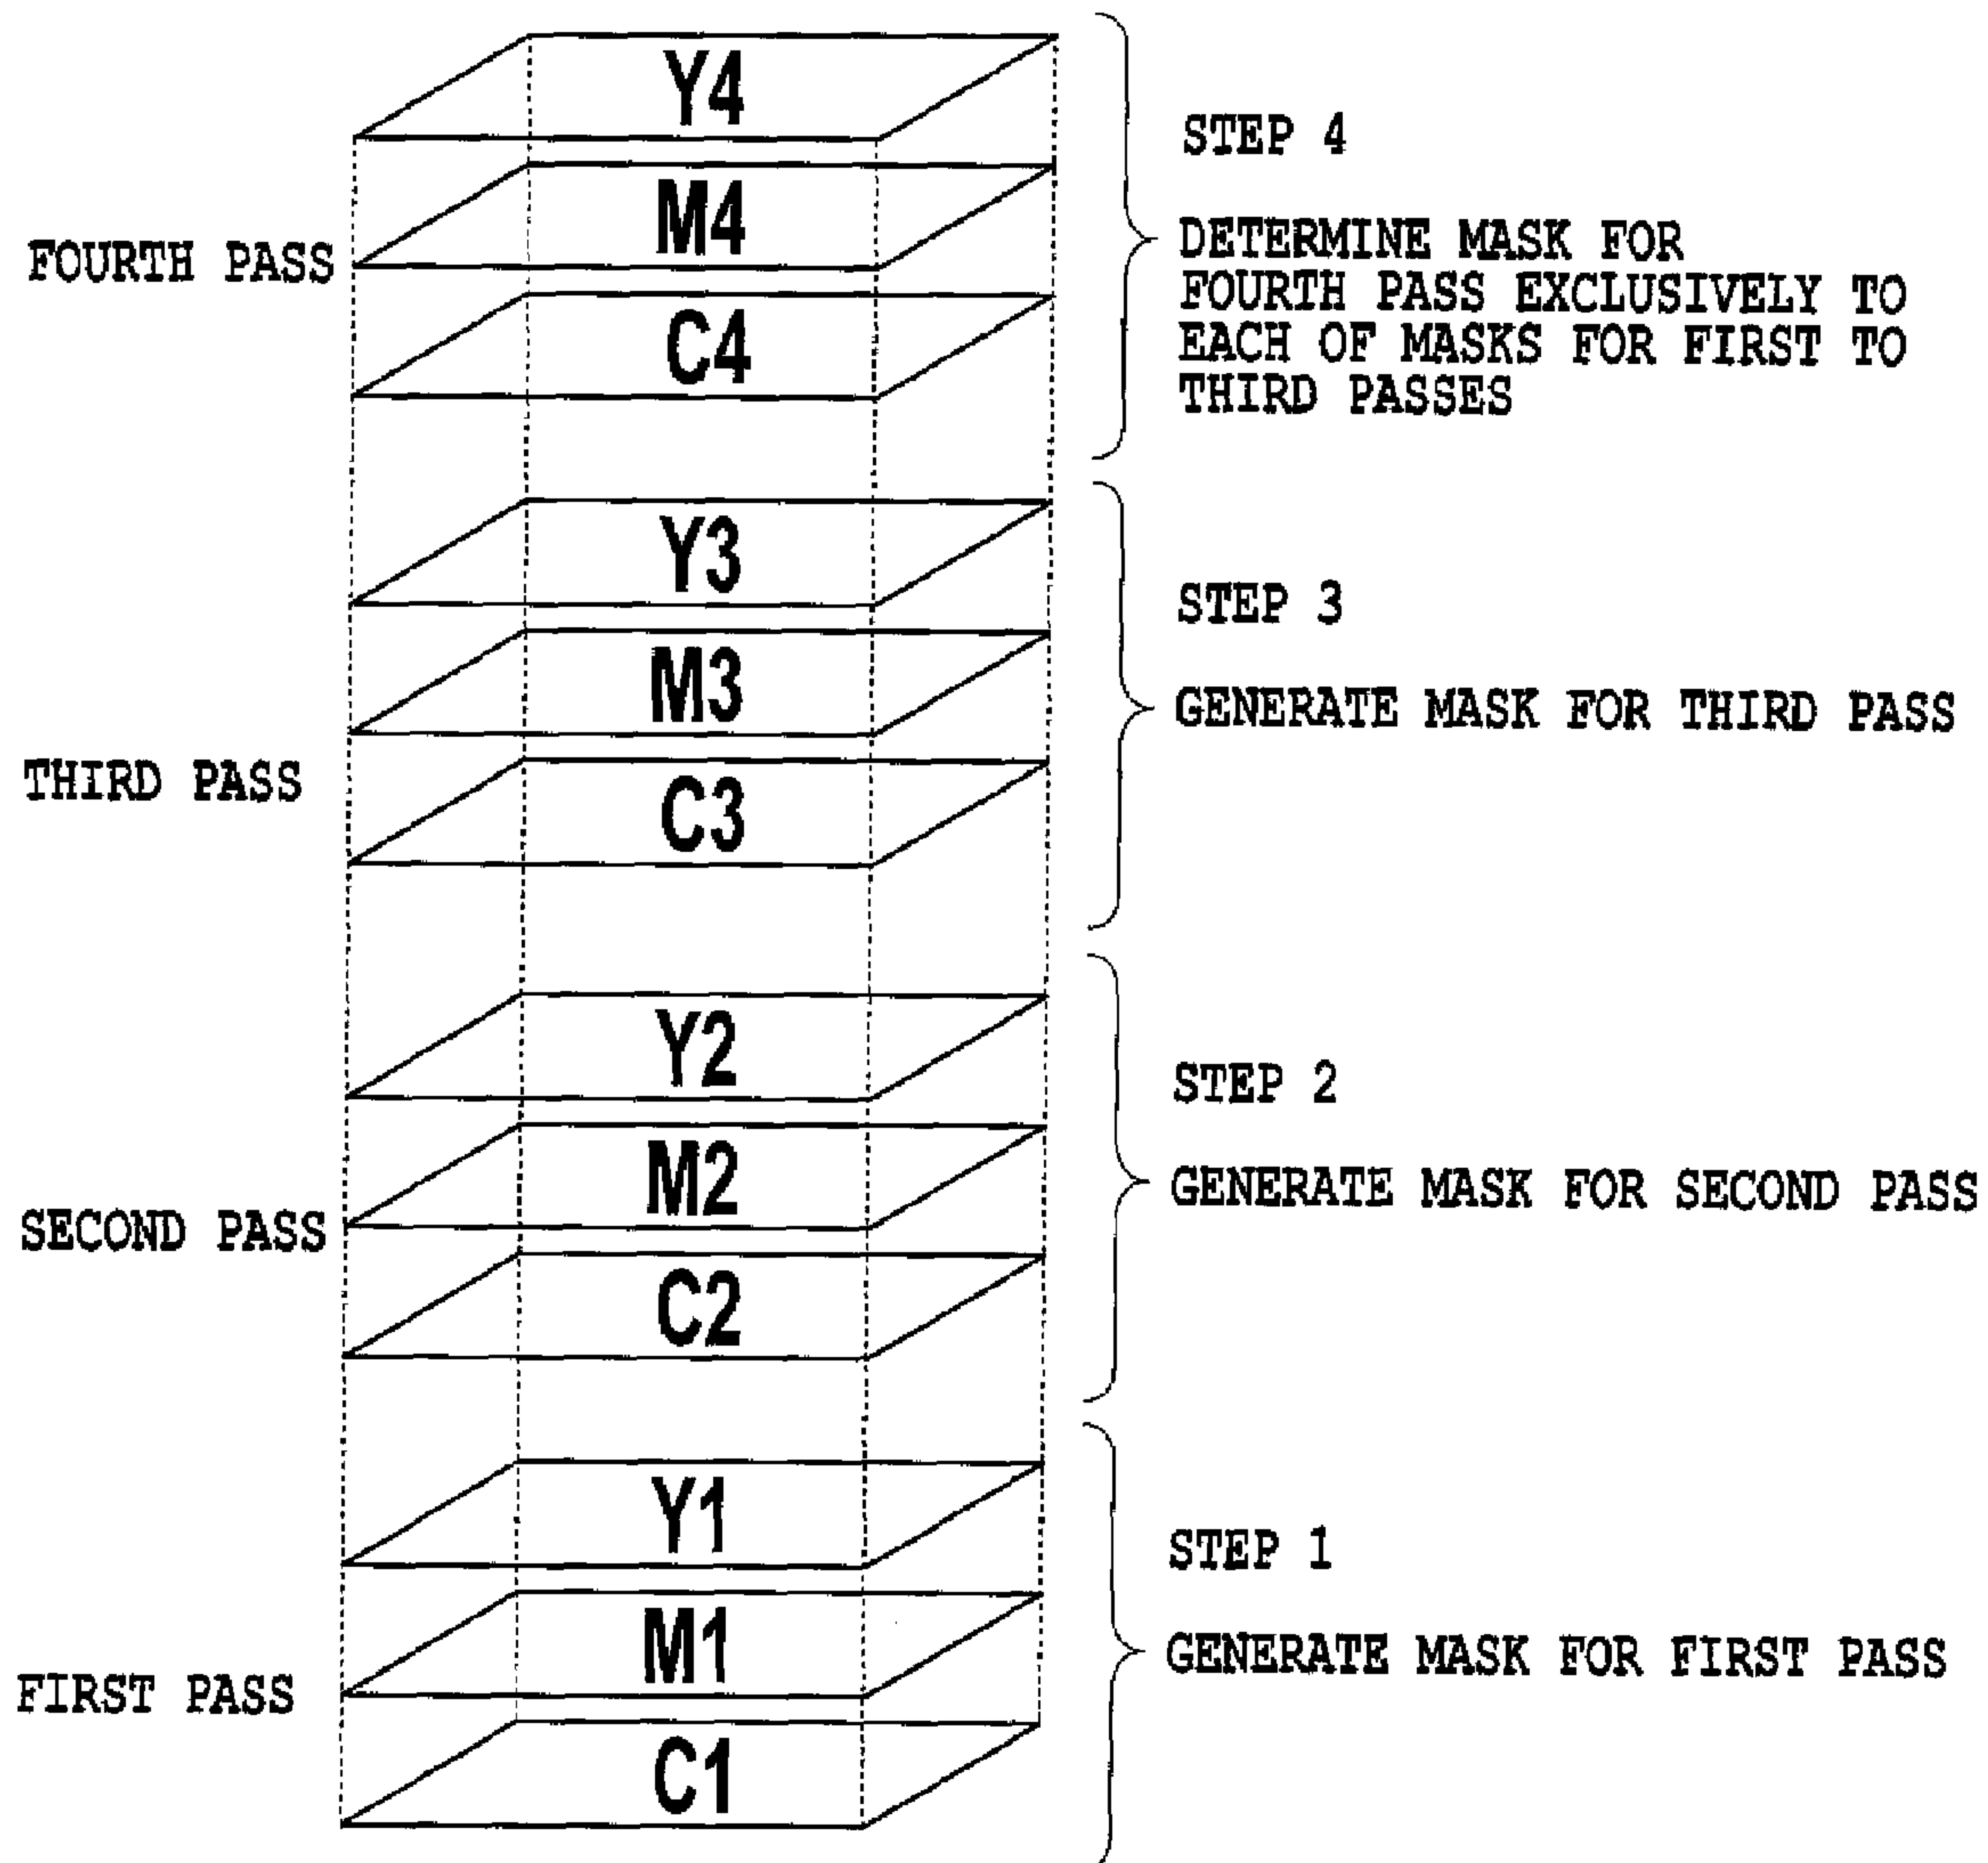 Y4
STEP 4
M4
FOURTH PASS
DETERMINE MASK FOR
FOURTH PASS EXCLUSIVELY TO
EACH OF MASKS FOR FIRST TO
THIRD PASSES
C4
Y3
STEP 3
M3
GENERATE MASK FOR THIRD PASS
THIRD PASS
C3
Y2
STEP 2
M2
GENERATE MASK FOR SECOND PASS
SECOND PASS
C2
Y1
STEP 1
M1
GENERATE MASK FOR FIRST PASS
FIRST PASS
C1